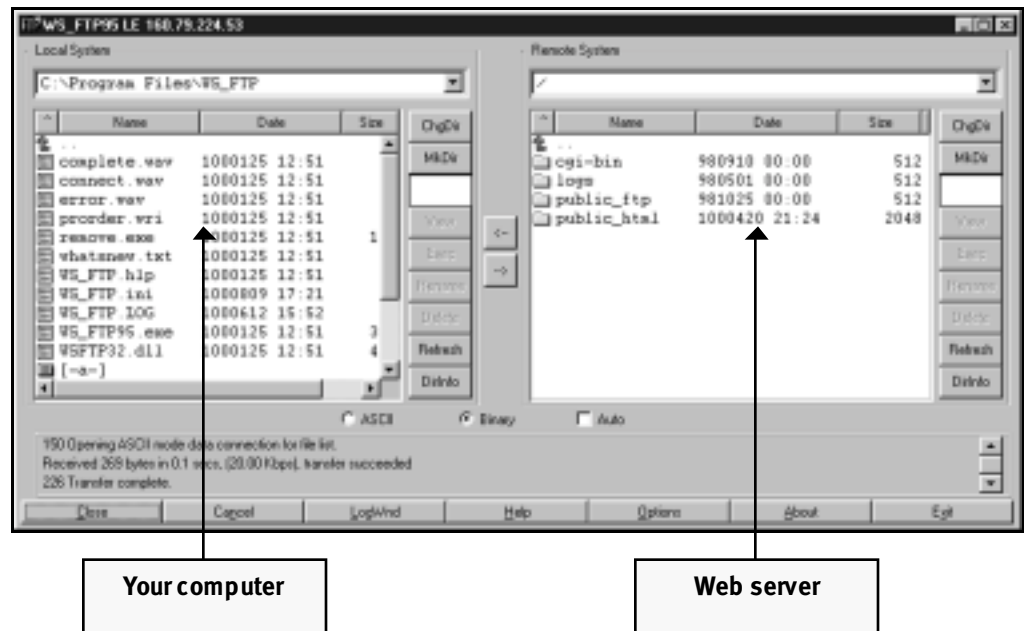 WS_FTP95 LE 160.79.224.53
Local System
C:\Program Files\WS_FTP
^ Name Date Size
..
complete.wav 1000125 12:51
connect.wav 1000125 12:51
error.wav 1000125 12:51
prorder.wri 1000125 12:51
remove.exe 1000125 12:51 1
whatsnew.txt 1000125 12:51
WS_FTP.hlp 1000125 12:51
WS_FTP.ini 1000809 17:21
WS_FTP.LOG 1000612 15:52
WS_FTP95.exe 1000125 12:51 3
WSFTP32.dll 1000125 12:51 4
[-a-]
ChgDir
MkDir
View
Exec
Rename
Delete
Refresh
DirInfo
<-
->
Remote System
/
^ Name Date Size
..
cgi-bin 980910 00:00 512
logs 980501 00:00 512
public_ftp 981025 00:00 512
public_html 1000420 21:24 2048
ChgDir
MkDir
View
Exec
Rename
Delete
Refresh
DirInfo
ASCII Binary Auto
150 Opening ASCII mode data connection for file list.
Received 269 bytes in 0.1 secs, (20.00 Kbps), transfer succeeded
226 Transfer complete.
Close Cancel LogWnd Help Options About Exit
Your computer
Web server